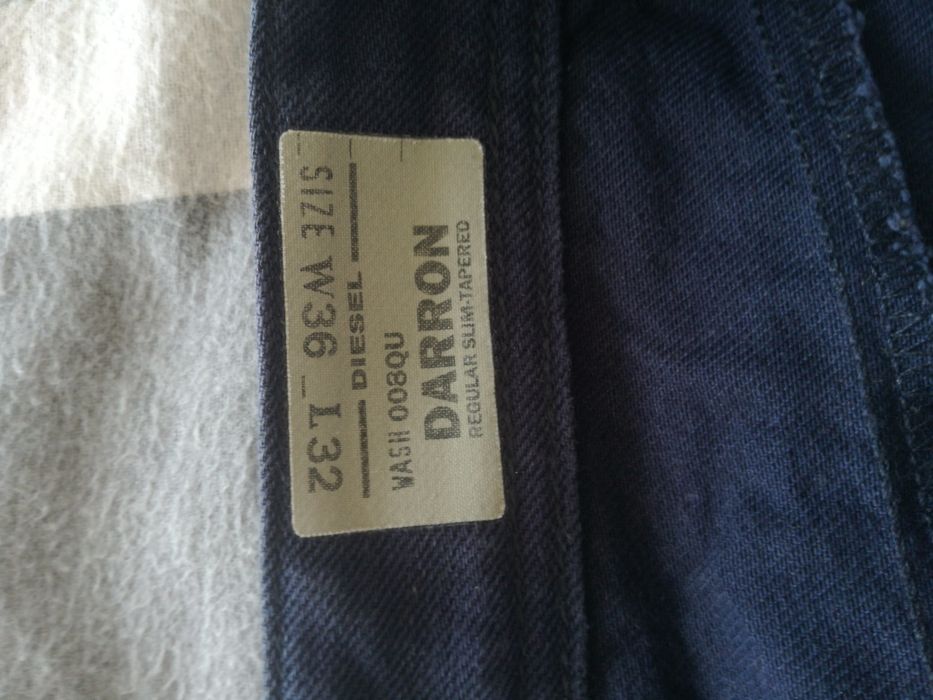 DIESEL
WASH 008QU
DARRON
REGULAR SLIM-TAPERED
SIZE W36 L32